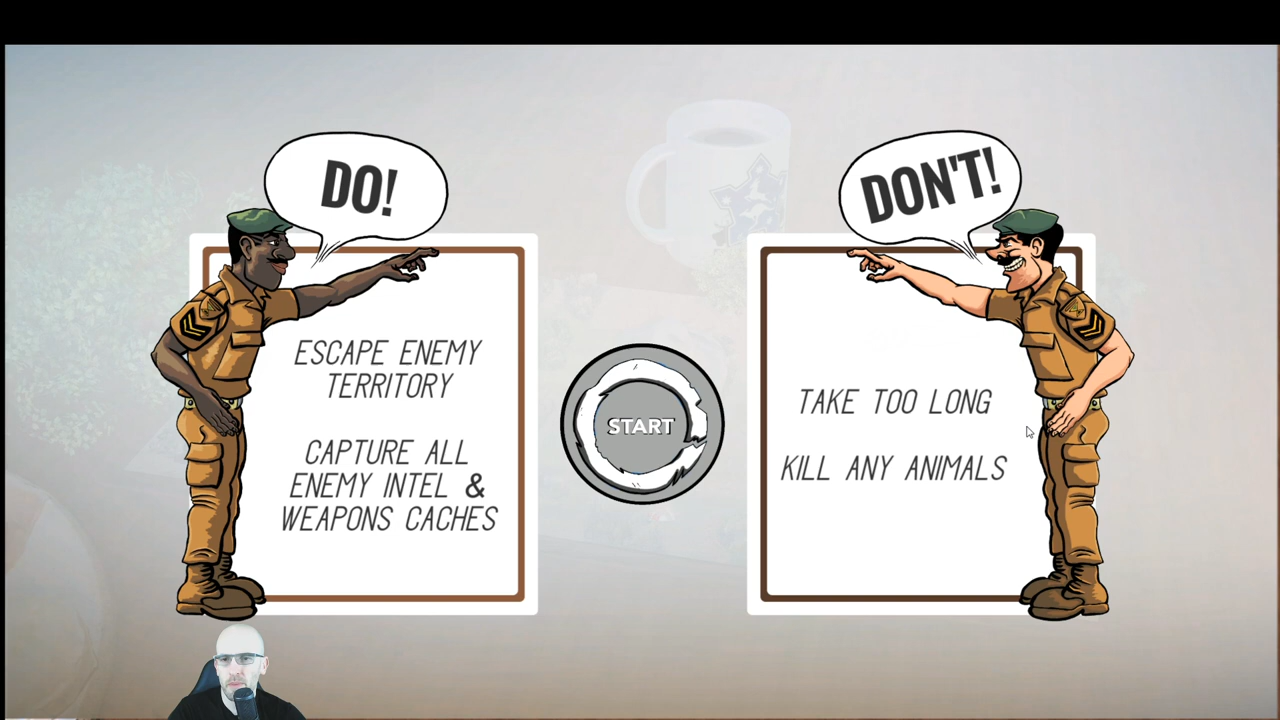 DO!
ESCAPE ENEMY
TERRITORY
CAPTURE ALL
ENEMY INTEL &
WEAPONS CACHES
START
DON'T!
TAKE TOO LONG
KILL ANY ANIMALS